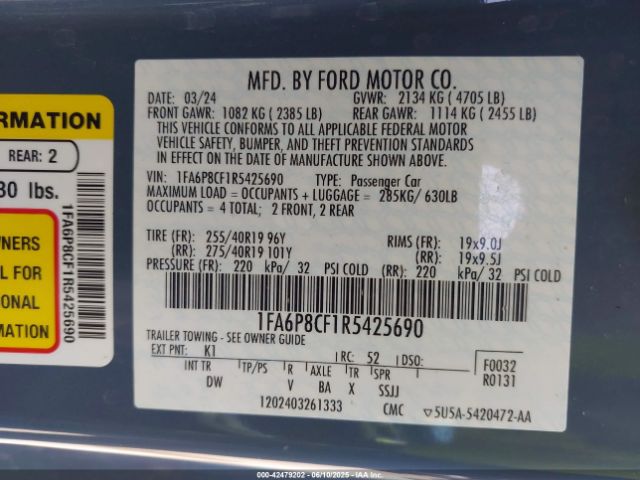 RMATION
REAR: 2
30 lbs.
WNERS
L FOR
IONAL
RMATION
1FA6P8CF1R5425690
MFD. BY FORD MOTOR CO.
DATE: 03/24 GVWR: 2134 KG (4705 LB)
FRONT GAWR: 1082 KG (2385 LB) REAR GAWR: 1114 KG (2455 LB)
THIS VEHICLE CONFORMS TO ALL APPLICABLE FEDERAL MOTOR
VEHICLE SAFETY, BUMPER, AND THEFT PREVENTION STANDARDS
IN EFFECT ON THE DATE OF MANUFACTURE SHOWN ABOVE.
VIN: 1FA6P8CF1R5425690 TYPE: Passenger Car
MAXIMUM LOAD = OCCUPANTS + LUGGAGE = 285KG/ 630LB
OCCUPANTS = 4 TOTAL; 2 FRONT, 2 REAR
TIRE (FR): 255/40R19 96Y RIMS (FR): 19x9.0J
(RR): 275/40R19 101Y (RR): 19x9.5J
PRESSURE (FR): 220 kPa/ 32 PSI COLD (RR): 220 kPa/ 32 PSI COLD
1FA6P8CF1R5425690
TRAILER TOWING - SEE OWNER GUIDE
EXT PNT: K1 RC: 52 DSO: F0032
INT TR TP/PS R AXLE TR SPR R0131
DW V BA X SSJJ
1202403261333 CMC ▽5U5A-5420472-AA
000-42479202 - 06/10/2025 - IAAI.COM